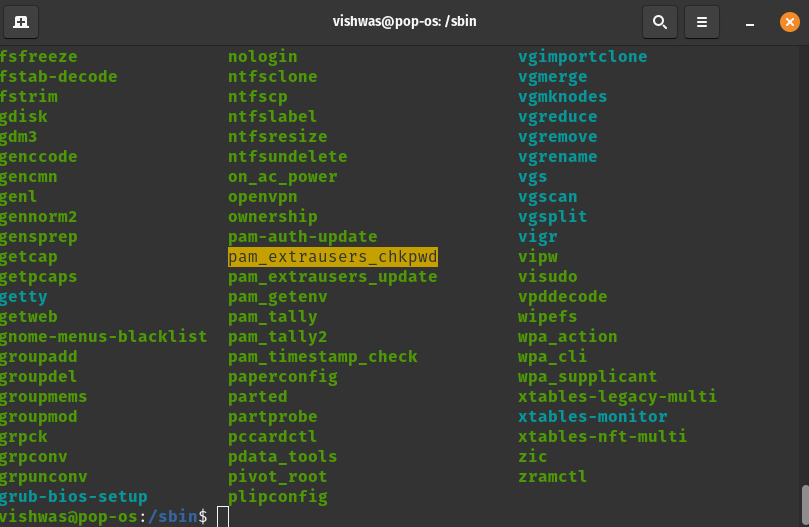 vishwas@pop-os: /sbin
fsfreeze nologin vgimportclone
fstab-decode ntfsclone vgmerge
fstrim ntfscp vgmknodes
gdisk ntfslabel vgreduce
gdm3 ntfsresize vgremove
genccode ntfsundelete vgrename
gencmn on_ac_power vgs
genl openvpn vgscan
gennorm2 ownership vgsplit
gensprep pam-auth-update vigr
getcap pam_extrausers_chkpwd vipw
getpcaps pam_extrausers_update visudo
getty pam_getenv vpddecode
getweb pam_tally wipefs
gnome-menus-blacklist pam_tally2 wpa_action
groupadd pam_timestamp_check wpa_cli
groupdel paperconfig wpa_supplicant
groupmems parted xtables-legacy-multi
groupmod partprobe xtables-monitor
grpck pccardctl xtables-nft-multi
grpconv pdata_tools zic
grpunconv pivot_root zramctl
grub-bios-setup plipconfig
vishwas@pop-os:/sbin$